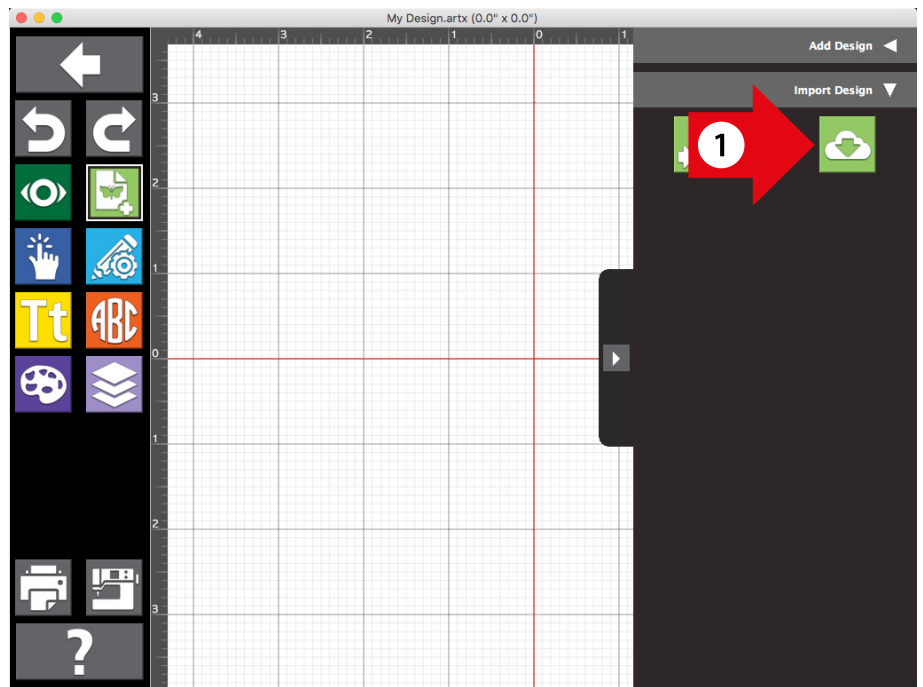 My Design.artx (0.0" x 0.0")
4 3 2 1 0 1
Add Design
Import Design
3
1
2
1
Tt ABC
0
1
2
3
?